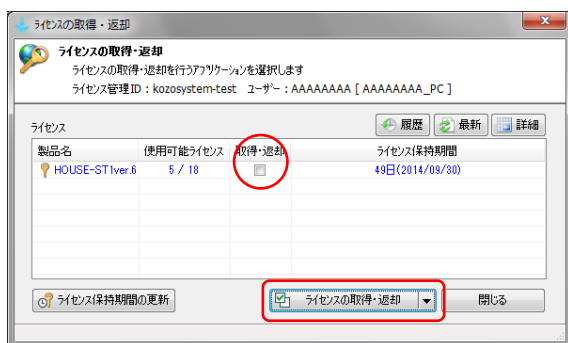 ライセンスの取得・返却
ライセンスの取得・返却
ライセンスの取得・返却を行うアプリケーションを選択します
ライセンス管理ID : kozosystem-test ユーザー : AAAAAAAA [ AAAAAAAA_PC ]
ライセンス 履歴 最新 詳細
製品名 使用可能ライセンス 取得・返却 ライセンス保持期間
HOUSE-ST1ver.6 5 / 18 49日(2014/09/30)
ライセンス保持期間の更新 ライセンスの取得・返却 閉じる